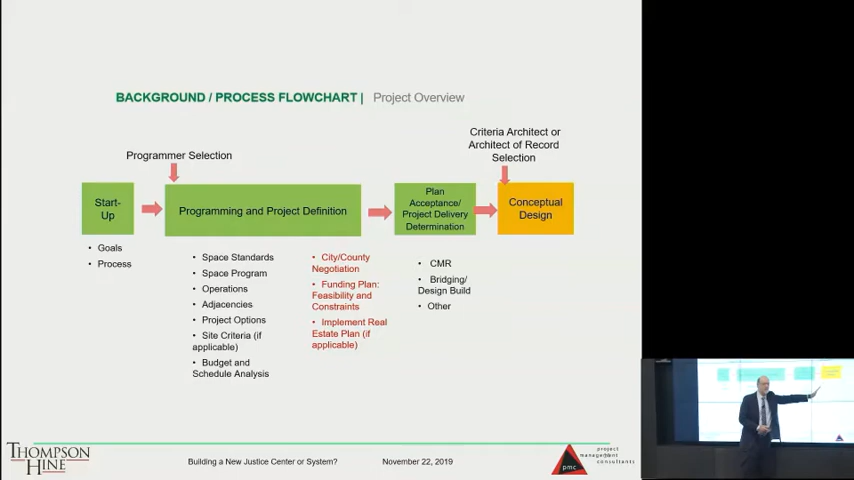 BACKGROUND / PROCESS FLOWCHART | Project Overview
Criteria Architect or
Architect of Record
Selection
Programmer Selection
Start-
Up
Programming and Project Definition
Plan
Acceptance/
Project Delivery
Determination
Conceptual
Design
• Goals
• Process
• Space Standards
• Space Program
• Operations
• Adjacencies
• Project Options
• Site Criteria (if
applicable)
• Budget and
Schedule Analysis
• City/County
Negotiation
• Funding Plan:
Feasibility and
Constraints
• Implement Real
Estate Plan (if
applicable)
• CMR
• Bridging/
Design Build
• Other
THOMPSON
HINE
Building a New Justice Center or System?
November 22, 2019
pmc
project
management
consultants